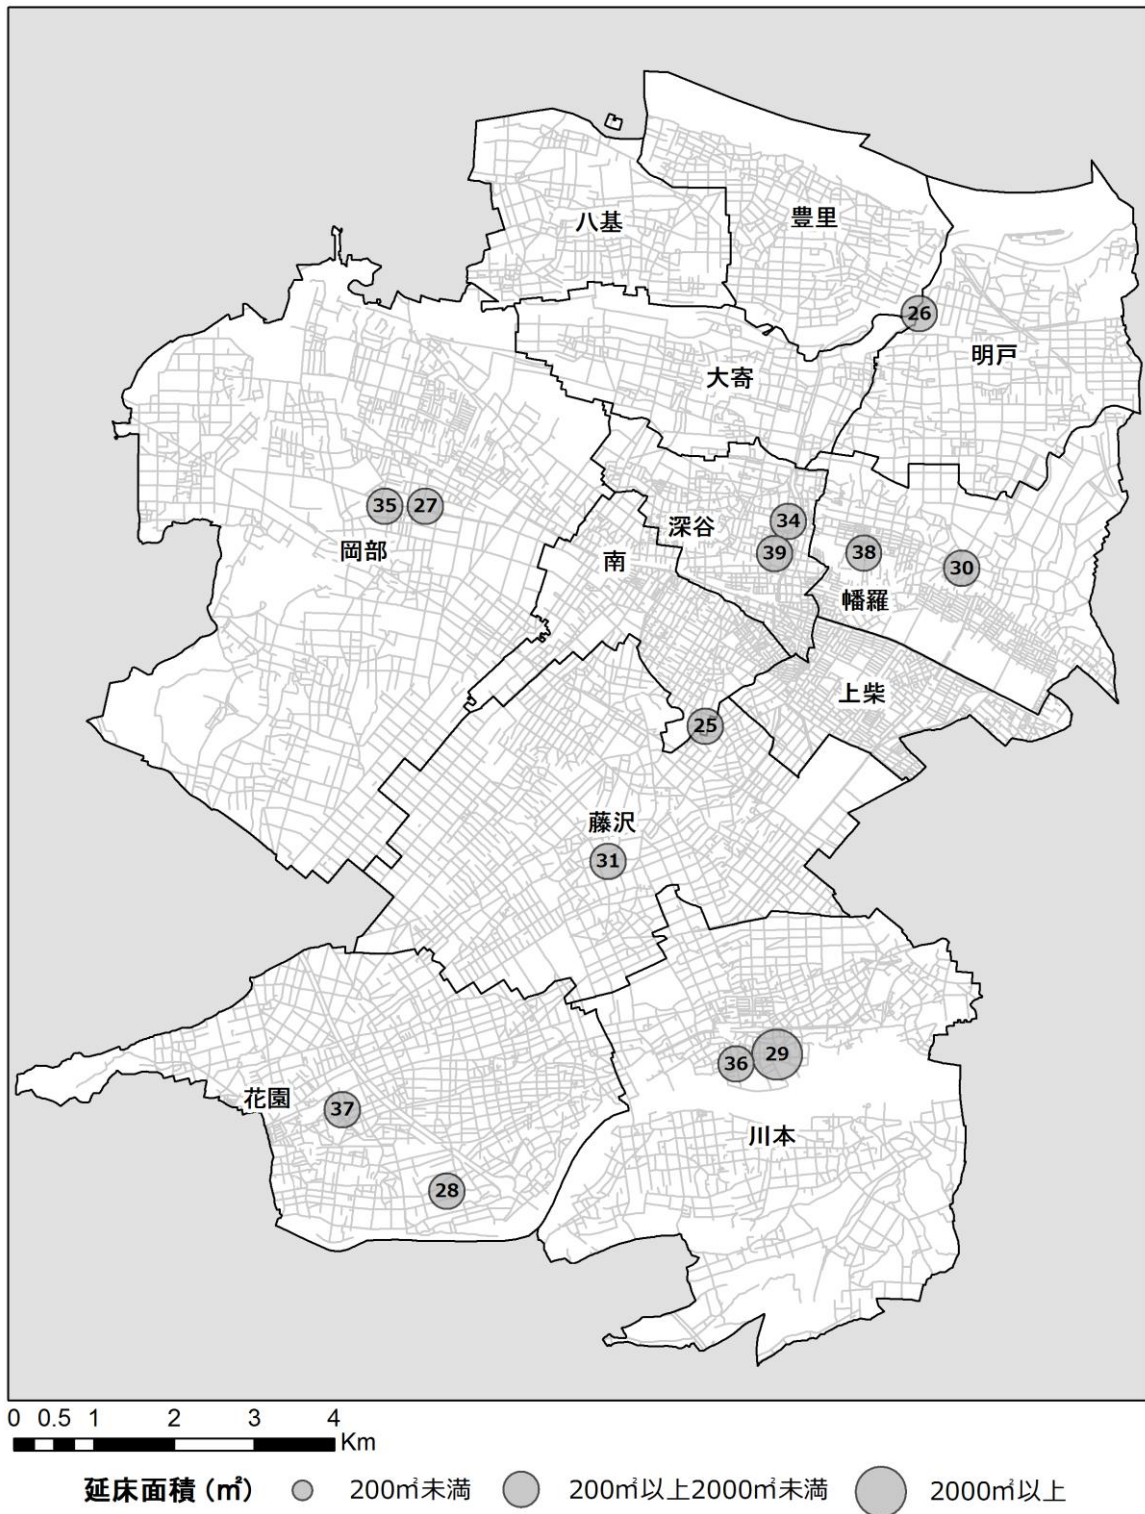 八基
豊里
26
明戸
大寄
35
27
34
深谷
39
38
岡部
南
30
幡羅
上柴
25
藤沢
31
36
29
花園
37
川本
28
0 0.5 1 2 3 4
Km
延床面積（㎡） 200㎡未満 200㎡以上2000㎡未満 2000㎡以上